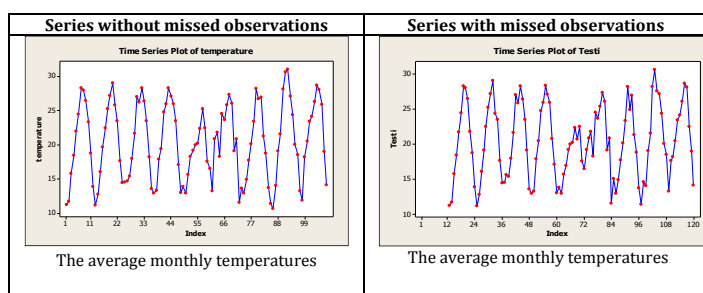 Series without missed observations
Series with missed observations
Time Series Plot of temperature
temperature
30
25
20
15
10
1 11 22 33 44 55 66 77 88 99
Index
The average monthly temperatures
Time Series Plot of Testi
Testi
30
25
20
15
10
1 12 24 36 48 60 72 84 96 108 120
Index
The average monthly temperatures